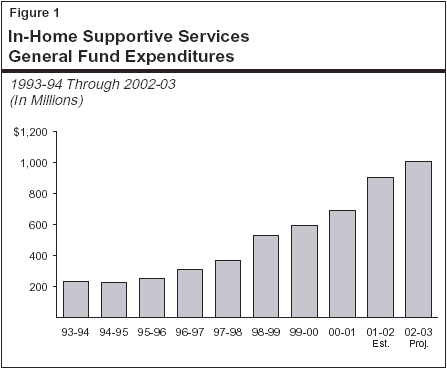 Figure 1
In-Home Supportive Services
General Fund Expenditures
1993-94 Through 2002-03
(In Millions)
$1,200
1,000
800
600
400
200
93-94 94-95 95-96 96-97 97-98 98-99 99-00 00-01 01-02 02-03
Est. Proj.